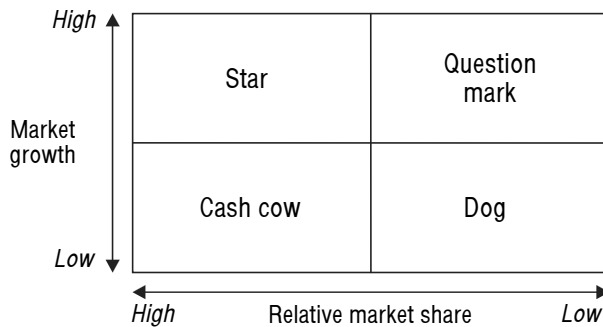 High
Star
Question
mark
Market
growth
Cash cow
Dog
Low
High
Relative market share
Low